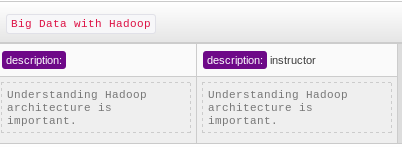 Big Data with Hadoop
description:
description: instructor
Understanding Hadoop
architecture is
important.
Understanding Hadoop
architecture is
important.